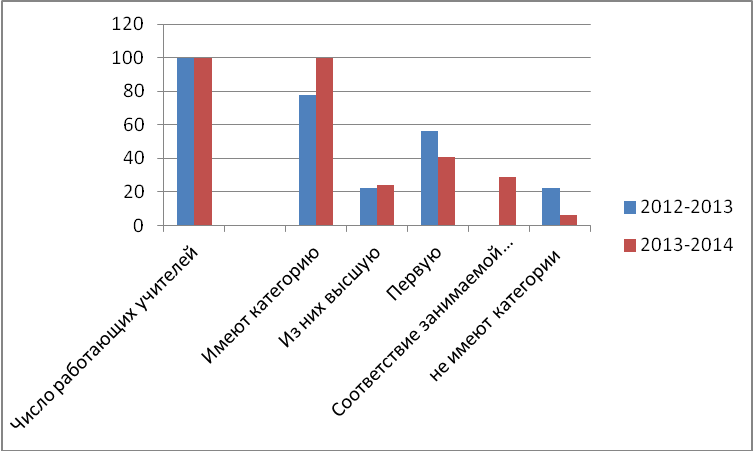 120
100
80
60
40
20
0
Число работающих учителей
Имеют категорию
Из них высшую
Первую
Соответствие занимаемой...
не имеют категории
2012-2013
2013-2014